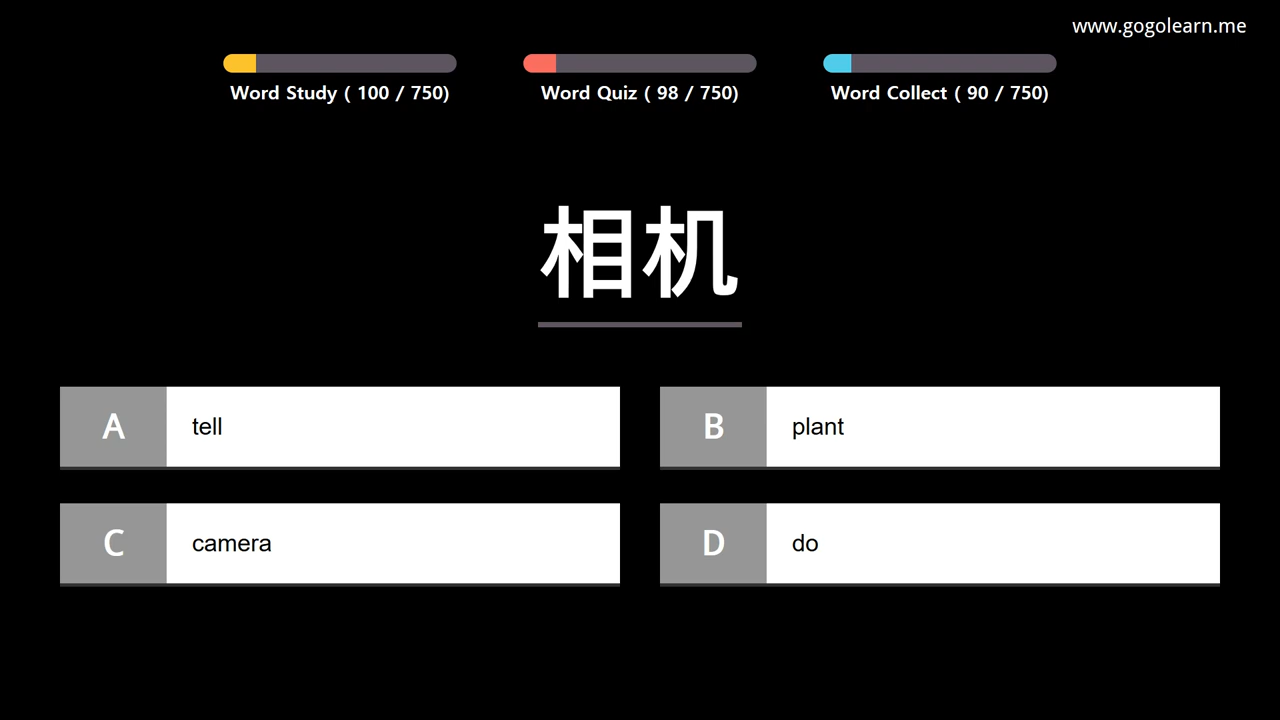 www.gogolearn.me
Word Study ( 100 / 750)
Word Quiz ( 98 / 750)
Word Collect ( 90 / 750)
相机
A tell
B plant
C camera
D do